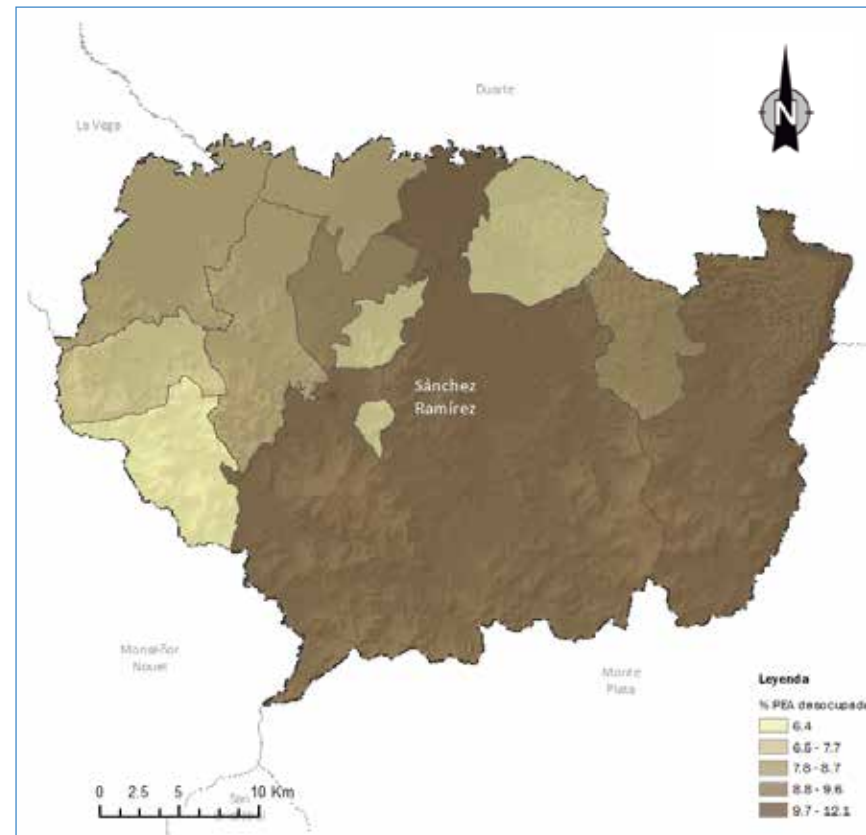 Duarte
La Vega
N
Sánchez
Ramírez
Monseñor
Nouel
Monte
Plata
Leyenda
% PEA desocupada
6.4
6.5 - 7.7
7.8 - 8.7
8.8 - 9.6
9.7 - 12.1
0 2.5 5 10 Km
San